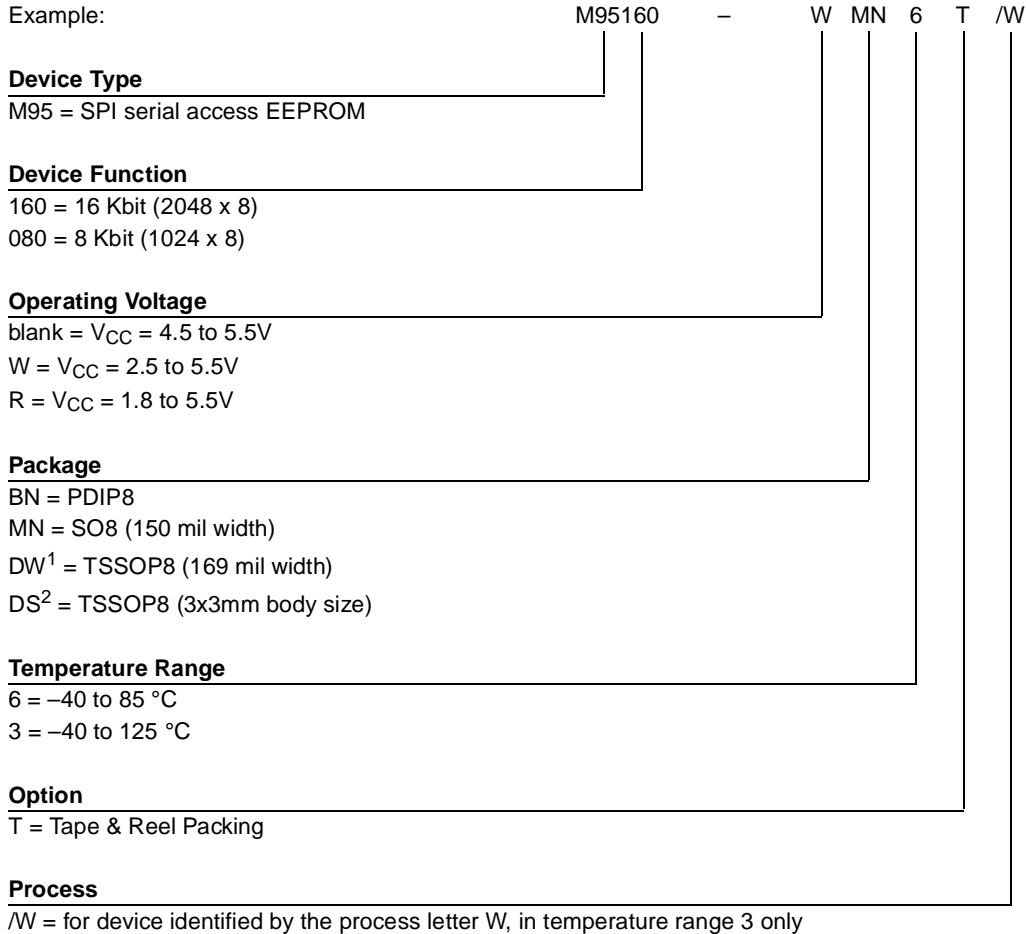 Example: M95160 – W MN 6 T /W
Device Type
M95 = SPI serial access EEPROM
Device Function
160 = 16 Kbit (2048 x 8)
080 = 8 Kbit (1024 x 8)
Operating Voltage
blank = VCC = 4.5 to 5.5V
W = VCC = 2.5 to 5.5V
R = VCC = 1.8 to 5.5V
Package
BN = PDIP8
MN = SO8 (150 mil width)
DW1 = TSSOP8 (169 mil width)
DS2 = TSSOP8 (3x3mm body size)
Temperature Range
6 = –40 to 85 °C
3 = –40 to 125 °C
Option
T = Tape & Reel Packing
Process
/W = for device identified by the process letter W, in temperature range 3 only